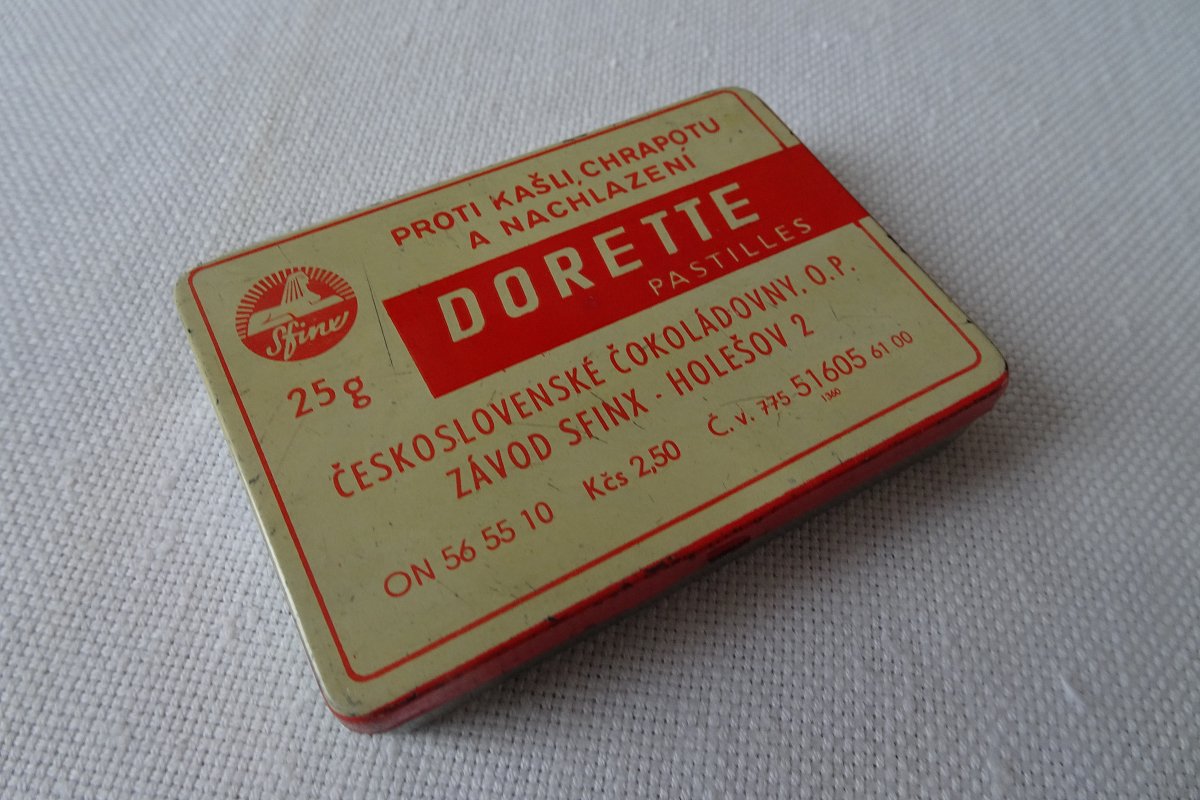 PROTI KAŠLI, CHRAPOTU
A NACHLAZENÍ
DORETTE
PASTILLES
Sfinx
25 g
ČESKOSLOVENSKÉ ČOKOLÁDOVNY, O.P.
ZÁVOD SFINX - HOLEŠOV 2
ON 56 55 10 Kčs 2,50 Č. v. 775 51605 61 00
1360